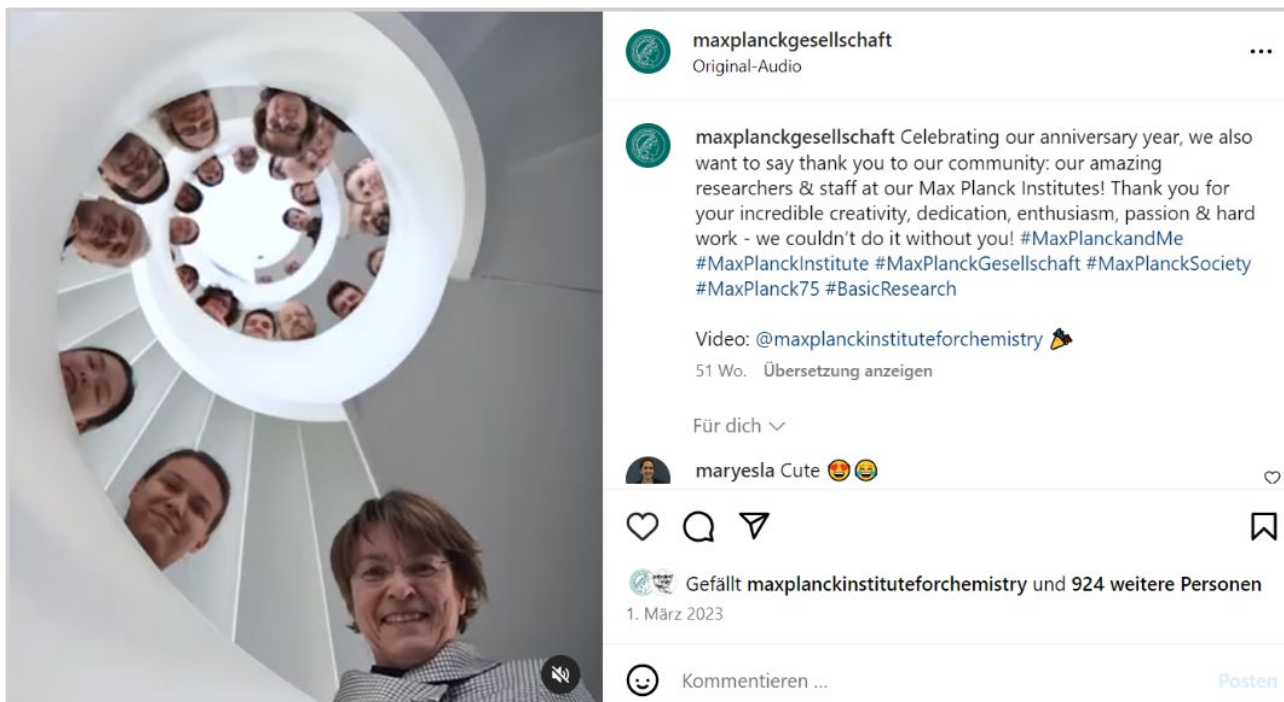 maxplanckgesellschaft
Original-Audio
maxplanckgesellschaft Celebrating our anniversary year, we also
want to say thank you to our community: our amazing
researchers & staff at our Max Planck Institutes! Thank you for
your incredible creativity, dedication, enthusiasm, passion & hard
work - we couldn't do it without you! #MaxPlanckandMe
#MaxPlanckInstitute #MaxPlanckGesellschaft #MaxPlanckSociety
#MaxPlanck75 #BasicResearch
Video: @maxplanckinstituteforchemistry 🎉
51 Wo. Übersetzung anzeigen
Für dich
maryesla Cute 😍😂
Gefällt maxplanckinstituteforchemistry und 924 weitere Personen
1. März 2023
Kommentieren ...
Posten